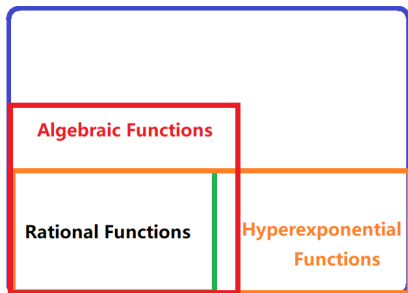 Algebraic Functions
Rational Functions
Hyperexponential
Functions